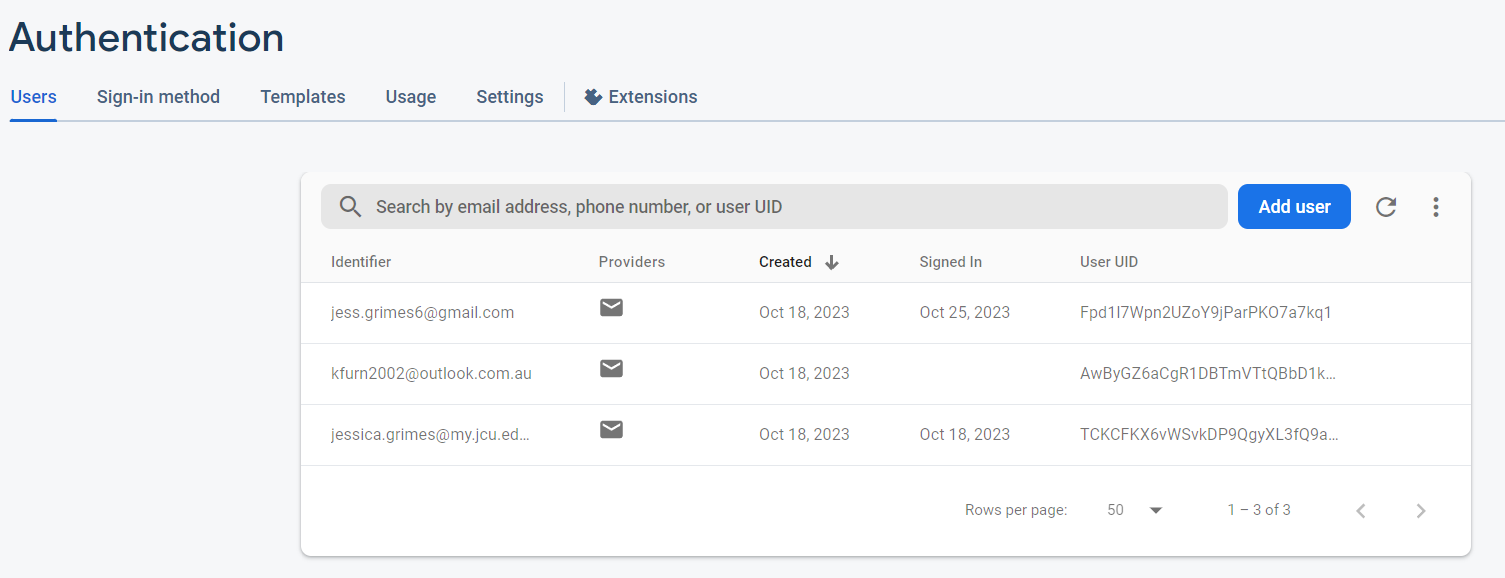 Authentication
Users Sign-in method Templates Usage Settings Extensions
Search by email address, phone number, or user UID Add user
Identifier Providers Created Signed In User UID
jess.grimes6@gmail.com Oct 18, 2023 Oct 25, 2023 Fpd1I7Wpn2UZoY9jParPKO7a7kq1
kfurn2002@outlook.com.au Oct 18, 2023 AwByGZ6aCgR1DBTmVTtQBbD1k...
jessica.grimes@my.jcu.ed... Oct 18, 2023 Oct 18, 2023 TCKCFKX6vWSvkDP9QgyXL3fQ9a...
Rows per page: 50 1 – 3 of 3